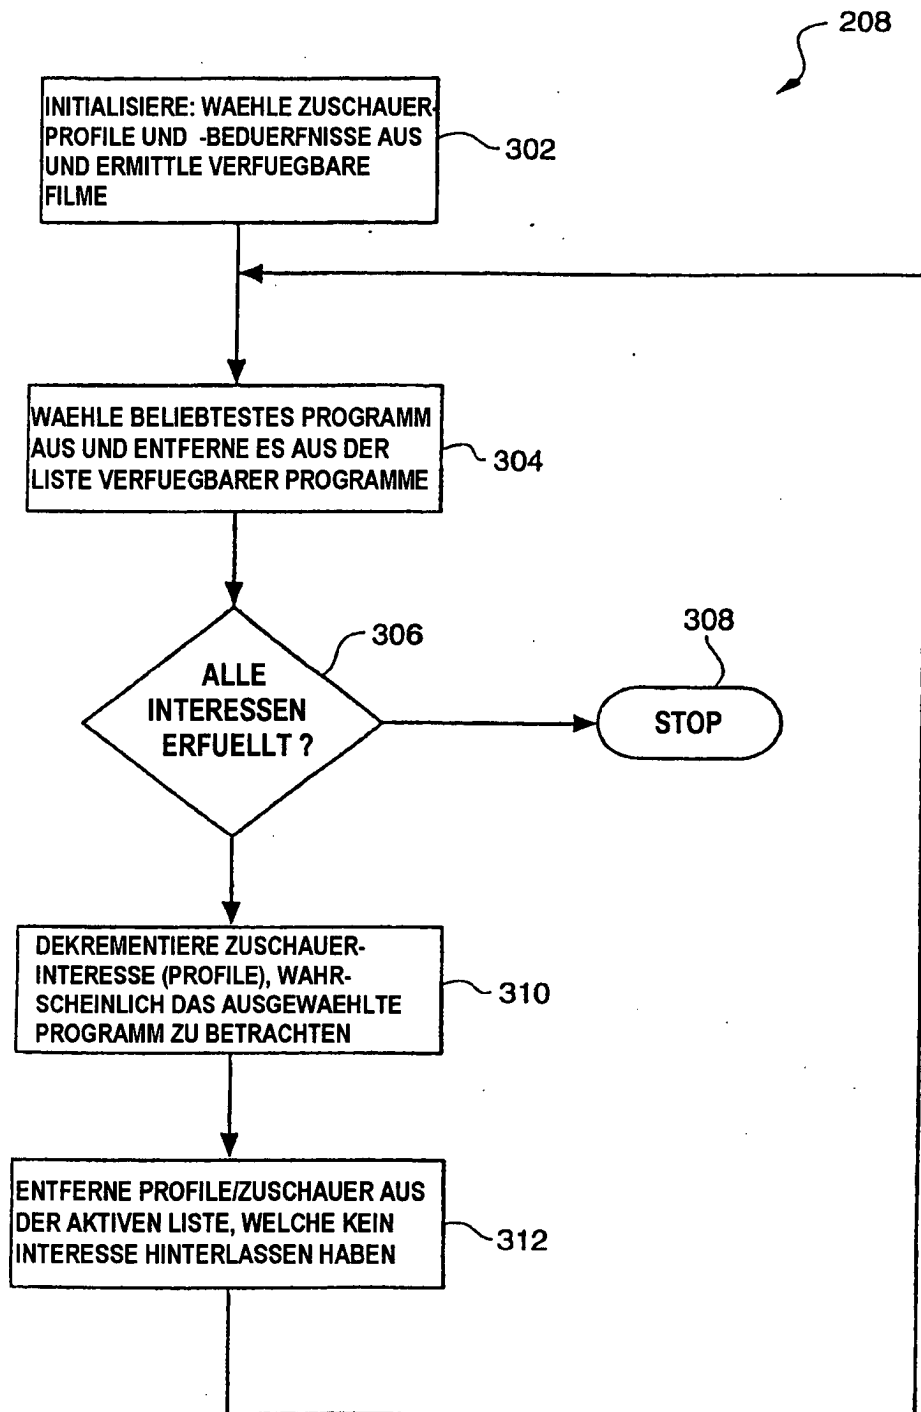 208
INITIALISIERE: WAEHLE ZUSCHAUER-
PROFILE UND -BEDUERFNISSE AUS
UND ERMITTLE VERFUEGBARE
FILME
302
WAEHLE BELIEBTESTES PROGRAMM
AUS UND ENTFERNE ES AUS DER
LISTE VERFUEGBARER PROGRAMME
304
306
ALLE
INTERESSEN
ERFUELLT ?
308
STOP
DEKREMENTIERE ZUSCHAUER-
INTERESSE (PROFILE), WAHR-
SCHEINLICH DAS AUSGEWAEHLTE
PROGRAMM ZU BETRACHTEN
310
ENTFERNE PROFILE/ZUSCHAUER AUS
DER AKTIVEN LISTE, WELCHE KEIN
INTERESSE HINTERLASSEN HABEN
312